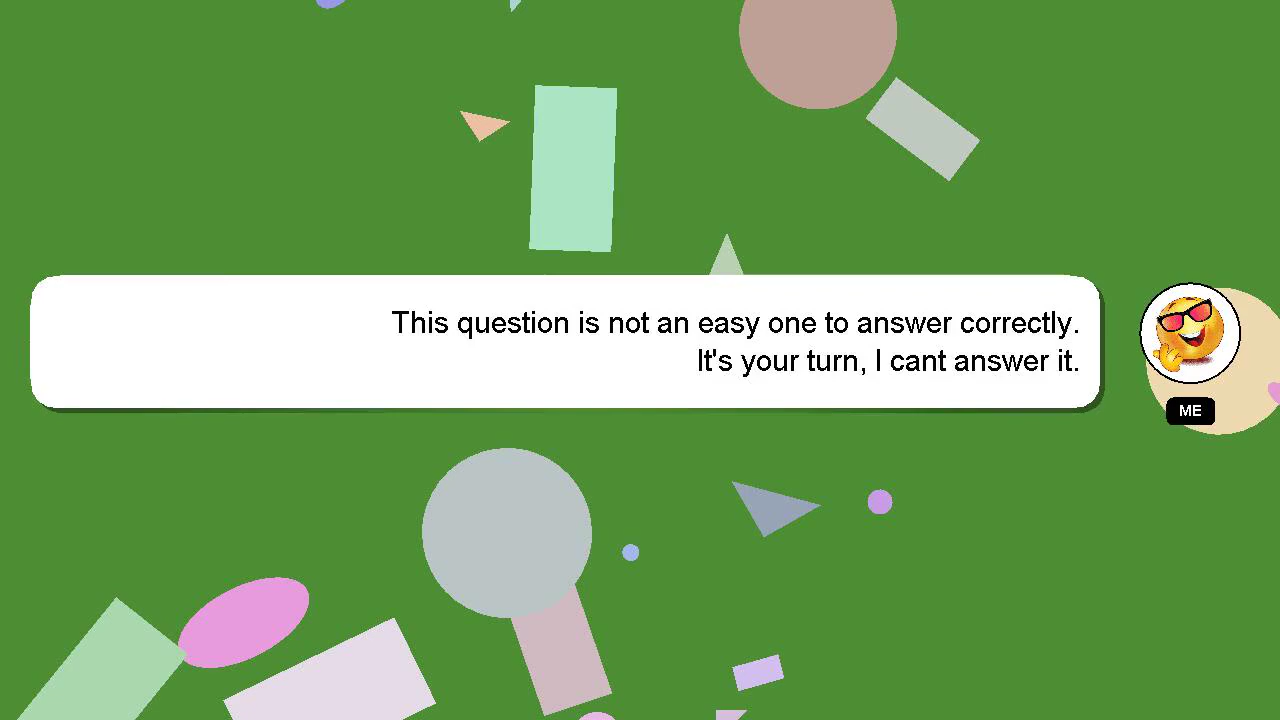 This question is not an easy one to answer correctly.
It's your turn, I cant answer it.
ME